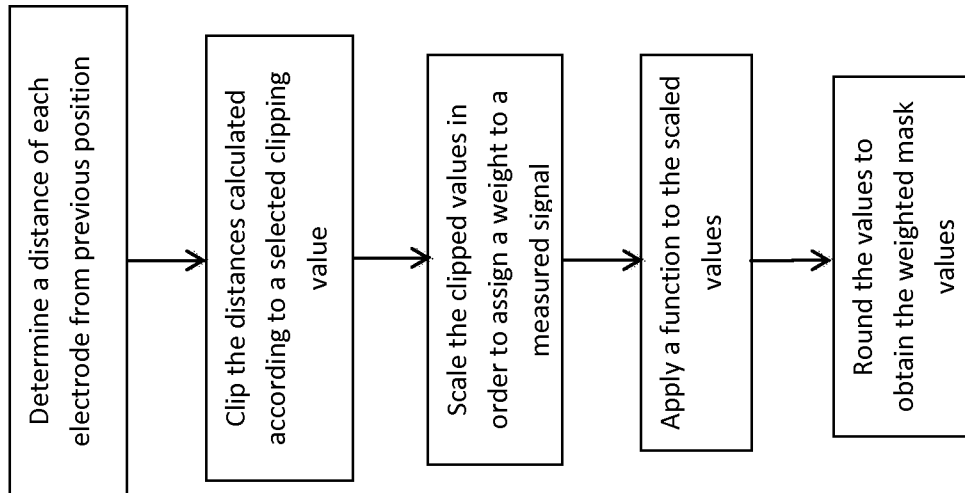 Determine a distance of each
electrode from previous position
Clip the distances calculated
according to a selected clipping
value
Scale the clipped values in
order to assign a weight to a
measured signal
Apply a function to the scaled
values
Round the values to
obtain the weighted mask
values